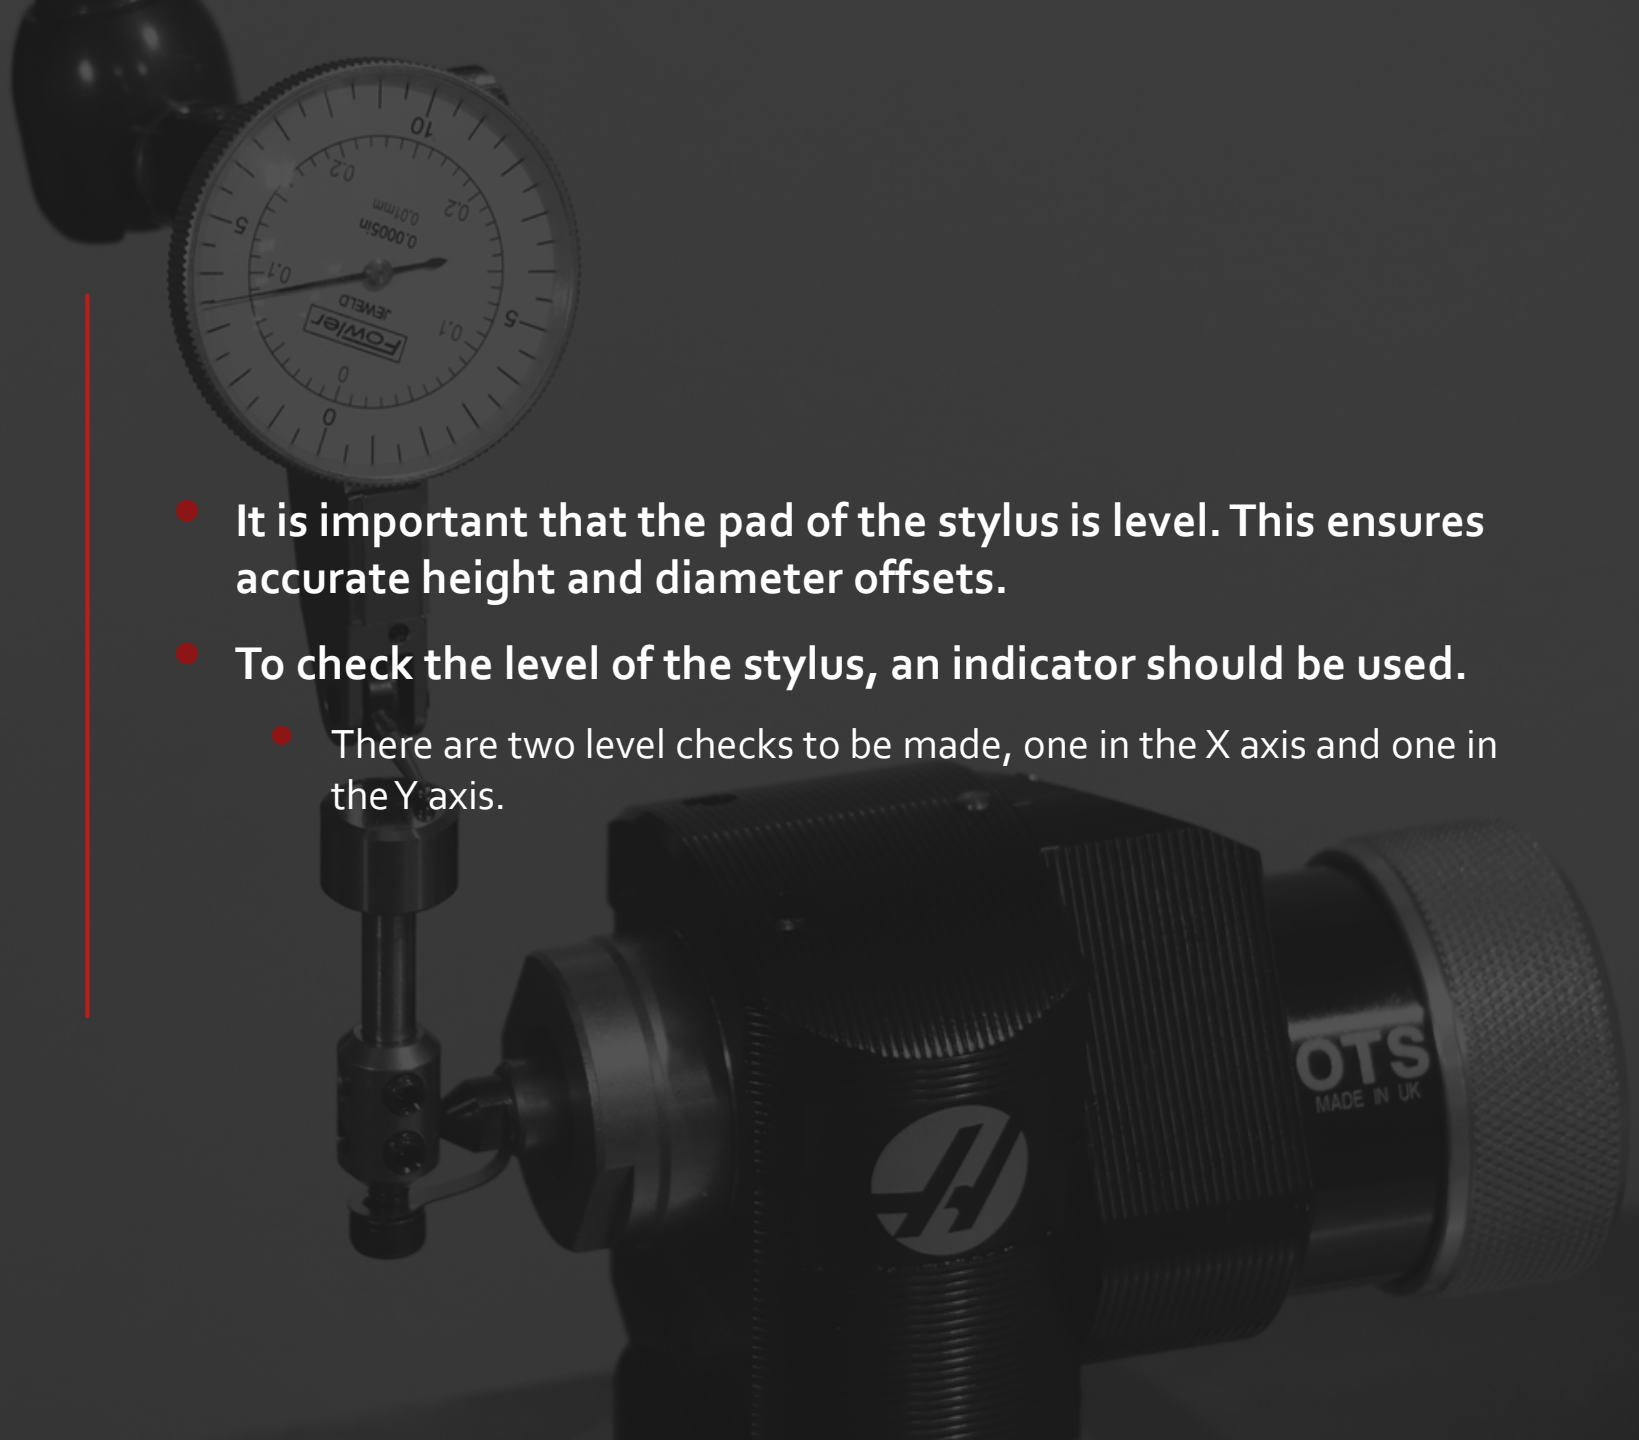 10
0.2
0.2
0.01mm
0.0005in
5
0.1
JEWELD
Fowler
5
0.1
0
0
It is important that the pad of the stylus is level. This ensures
accurate height and diameter offsets.
To check the level of the stylus, an indicator should be used.
There are two level checks to be made, one in the X axis and one in
the Y axis.
OTS
MADE IN UK